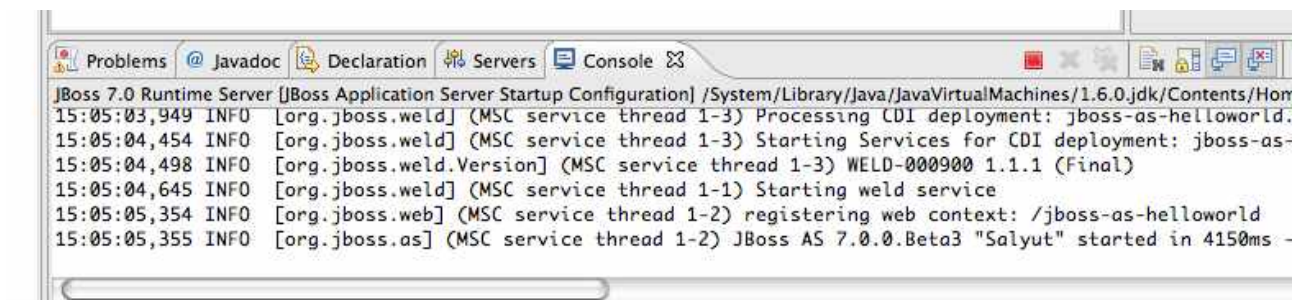 Problems @ Javadoc Declaration Servers Console
JBoss 7.0 Runtime Server [JBoss Application Server Startup Configuration] /System/Library/Java/JavaVirtualMachines/1.6.0.jdk/Contents/Hom
15:05:03,949 INFO [org.jboss.weld] (MSC service thread 1-3) Processing CDI deployment: jboss-as-helloworld.
15:05:04,454 INFO [org.jboss.weld] (MSC service thread 1-3) Starting Services for CDI deployment: jboss-as-
15:05:04,498 INFO [org.jboss.weld.Version] (MSC service thread 1-3) WELD-000900 1.1.1 (Final)
15:05:04,645 INFO [org.jboss.weld] (MSC service thread 1-1) Starting weld service
15:05:05,354 INFO [org.jboss.web] (MSC service thread 1-2) registering web context: /jboss-as-helloworld
15:05:05,355 INFO [org.jboss.as] (MSC service thread 1-2) JBoss AS 7.0.0.Beta3 "Salyut" started in 4150ms -